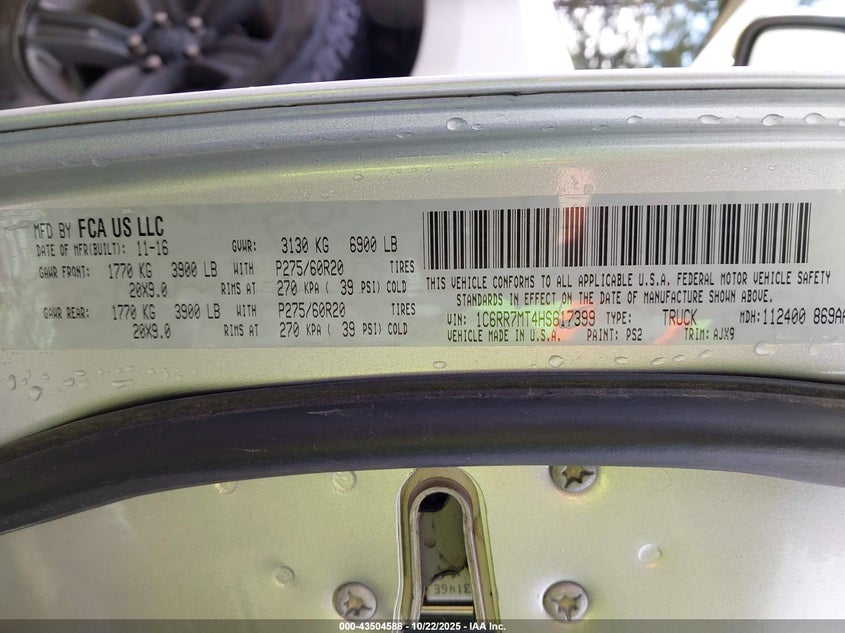 MFD BY FCA US LLC
DATE OF MFR(BUILT): 11-16 GVWR: 3130 KG 6900 LB
GAWR FRONT: 1770 KG 3900 LB WITH P275/60R20 TIRES
20X9.0 RIMS AT 270 KPA ( 39 PSI) COLD
GAWR REAR: 1770 KG 3900 LB WITH P275/60R20 TIRES
20X9.0 RIMS AT 270 KPA ( 39 PSI) COLD
THIS VEHICLE CONFORMS TO ALL APPLICABLE U.S.A. FEDERAL MOTOR VEHICLE SAFETY
STANDARDS IN EFFECT ON THE DATE OF MANUFACTURE SHOWN ABOVE.
VIN: 1C6RR7MT4HS617399 TYPE: TRUCK MDH: 112400 869AA
VEHICLE MADE IN U.S.A. PAINT: PS2 TRIM: AJX9
3146E
000-43504588 - 10/22/2025 - IAA Inc.